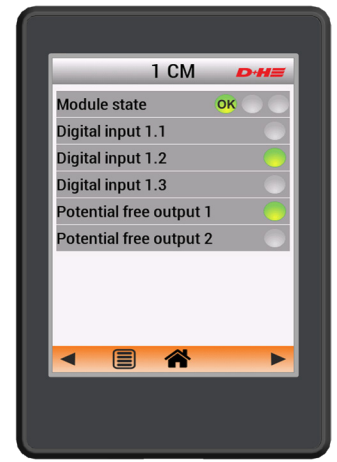 1 CM D+H
Module state OK
Digital input 1.1
Digital input 1.2
Digital input 1.3
Potential free output 1
Potential free output 2